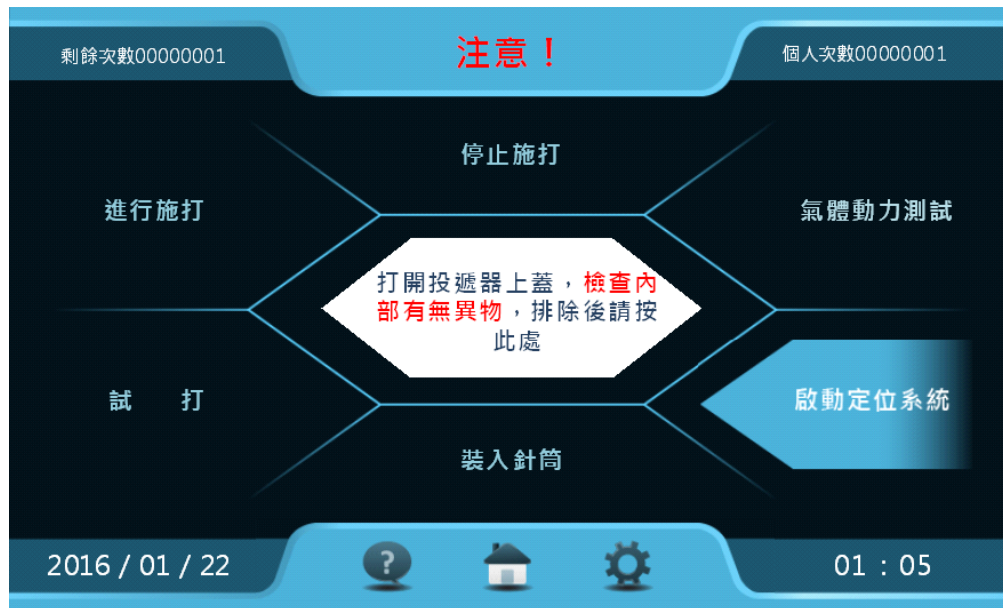 剩餘次數00000001
注意！
個人次數00000001
停止施打
進行施打
氣體動力測試
打開投遞器上蓋，檢查內
部有無異物，排除後請按
此處
試 打
啟動定位系統
裝入針筒
2016 / 01 / 22
?
01 : 05